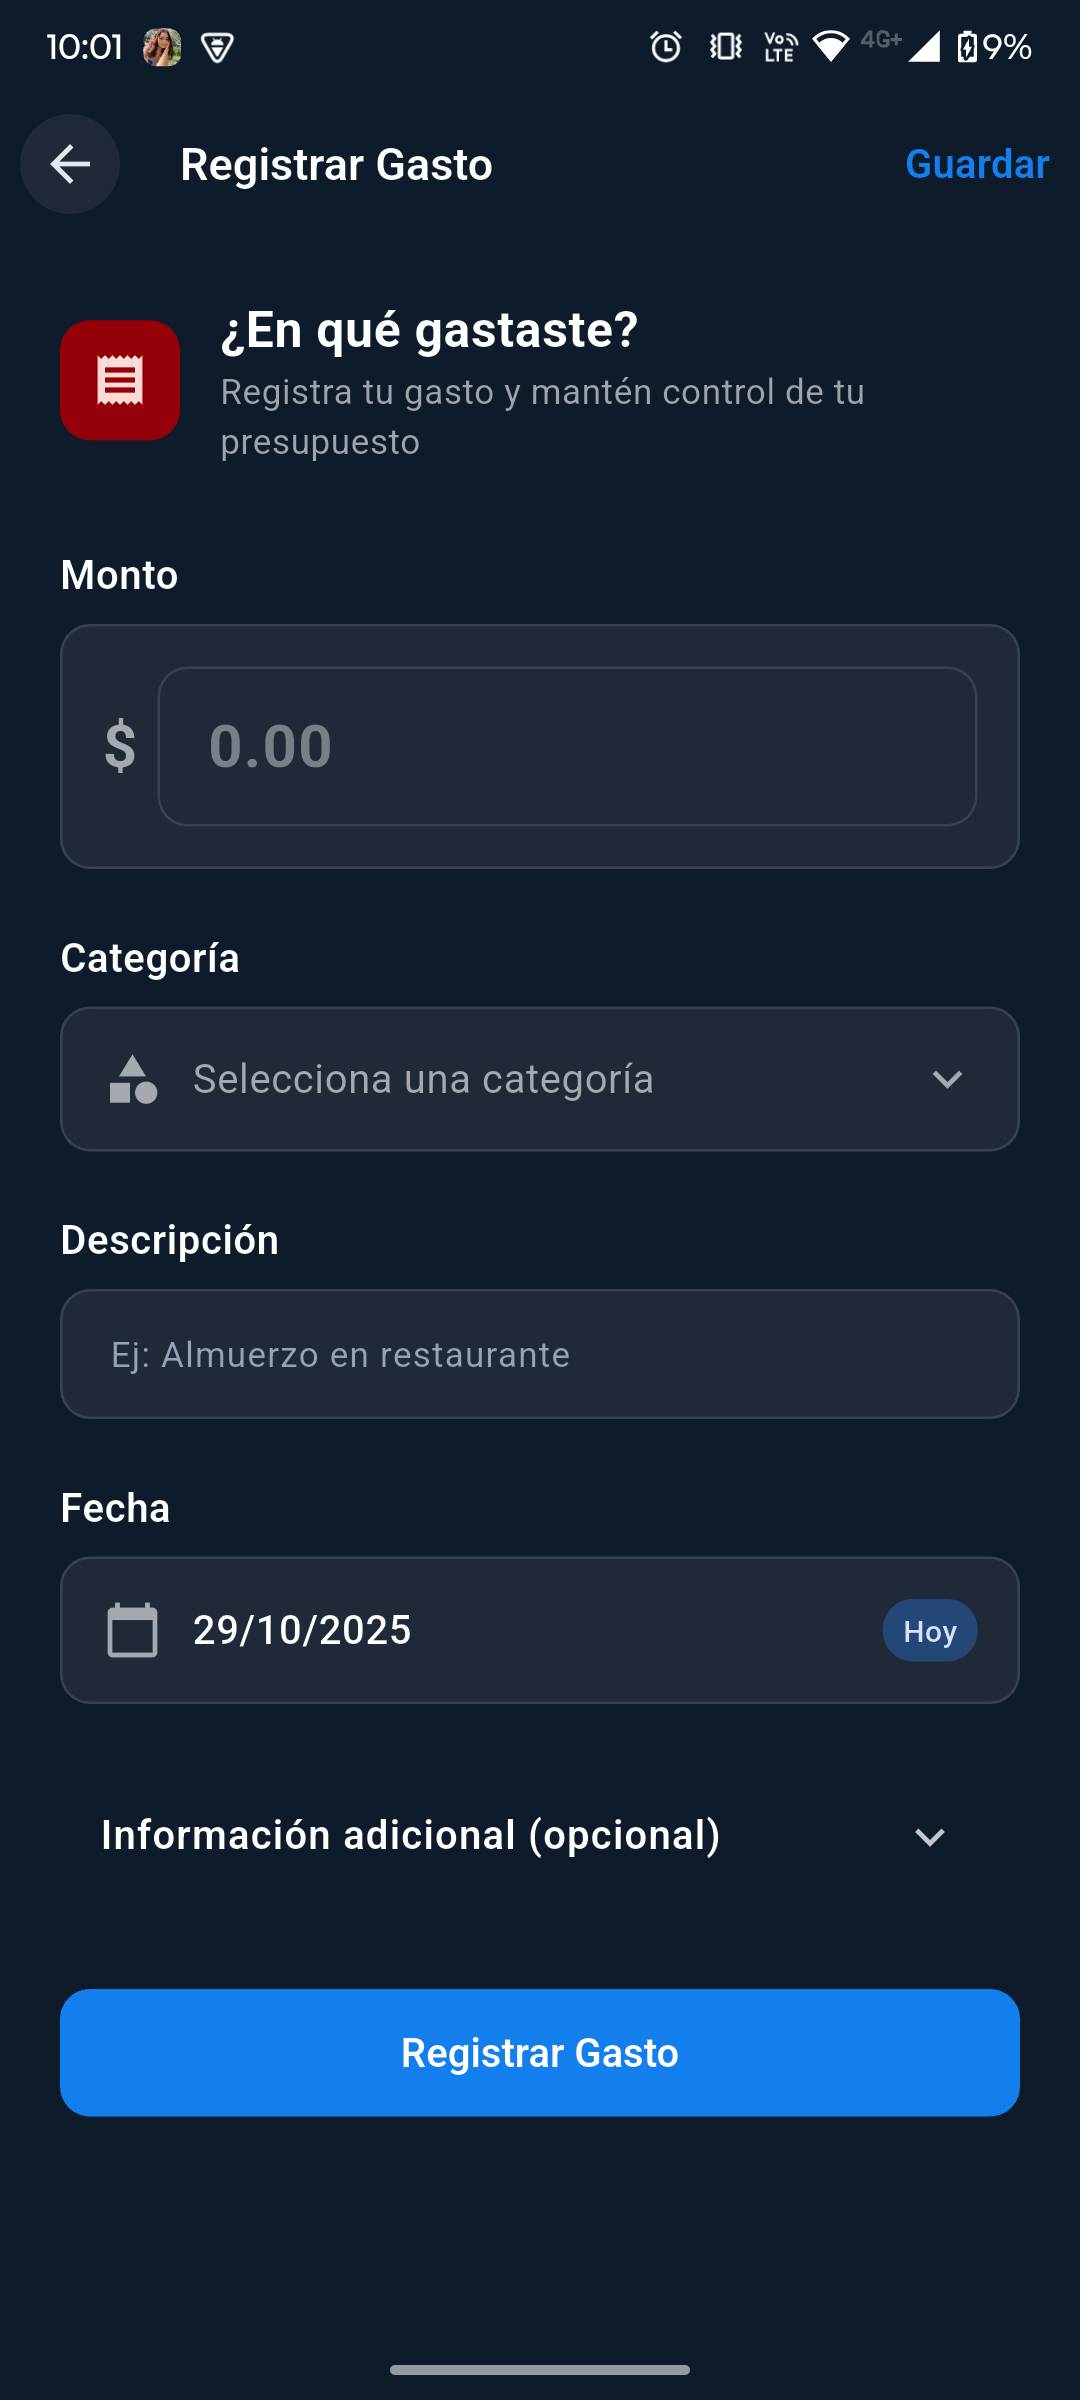 10:01
Vo LTE 4G+ 9%
Registrar Gasto
Guardar
¿En qué gastaste?
Registra tu gasto y mantén control de tu
presupuesto
Monto
$ 0.00
Categoría
Selecciona una categoría
Descripción
Ej: Almuerzo en restaurante
Fecha
29/10/2025
Hoy
Información adicional (opcional)
Registrar Gasto